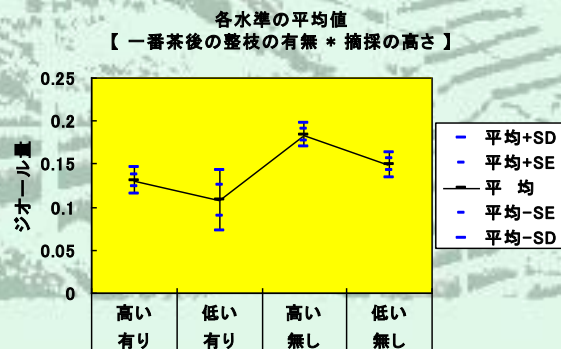 各水準の平均値
【 一番茶後の整枝の有無 * 摘採の高さ 】
ジオール量
0.25
0.2
0.15
0.1
0.05
0
高い 低い 高い 低い
有り 有り 無し 無し
平均+SD
平均+SE
平 均
平均-SE
平均-SD